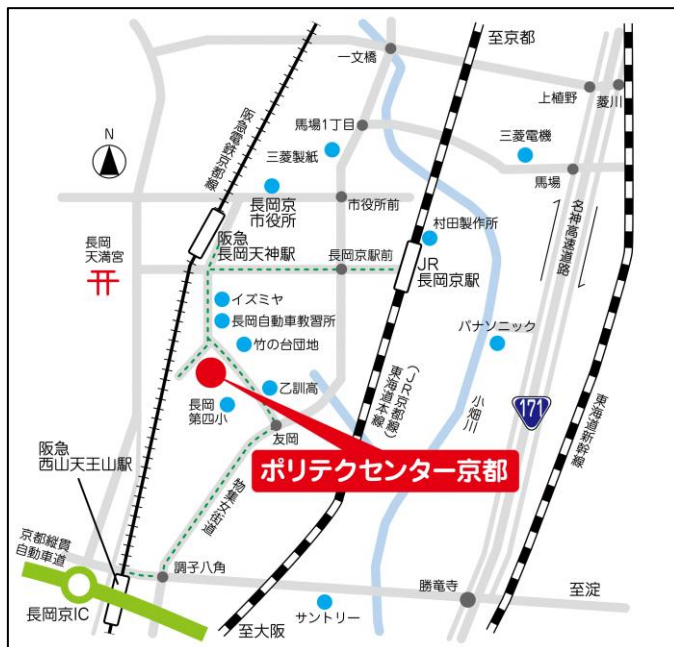 至京都
一文橋
上植野
菱川
阪急電鉄京都線
馬場1丁目
三菱電機
N
三菱製紙
馬場
長岡京
市役所
市役所前
名神高速道路
村田製作所
阪急
長岡天神駅
長岡
天満宮
長岡京駅前
JR
長岡京駅
イズミヤ
長岡自動車教習所
パナソニック
竹の台団地
(JR京都線)
東海道本線
小畑川
171
東海道新幹線
乙訓高
長岡
第四小
友岡
ポリテクセンター京都
阪急
西山天王山駅
物集女街道
京都縦貫
自動車道
調子八角
勝竜寺
至淀
長岡京IC
至大阪
サントリー